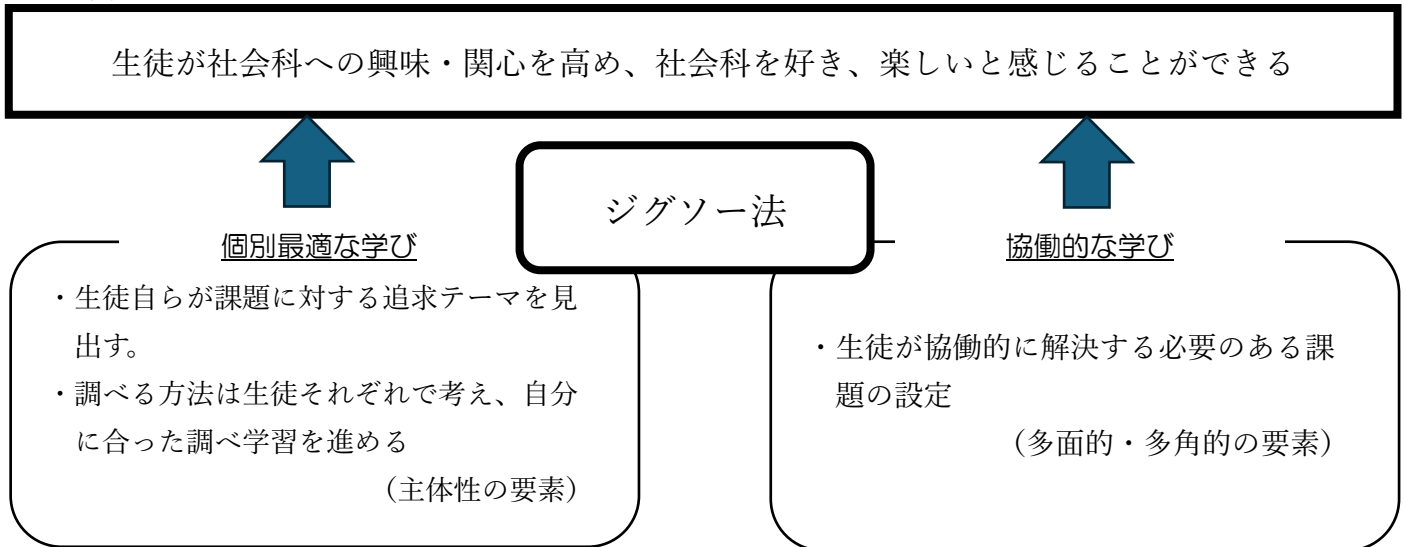 生徒が社会科への興味・関心を高め、社会科を好き、楽しいと感じることができる
ジグソー法
個別最適な学び
・生徒自らが課題に対する追求テーマを見
出す。
・調べる方法は生徒それぞれで考え、自分
に合った調べ学習を進める
（主体性の要素）
協働的な学び
・生徒が協働的に解決する必要のある課
題の設定
（多面的・多角的の要素）